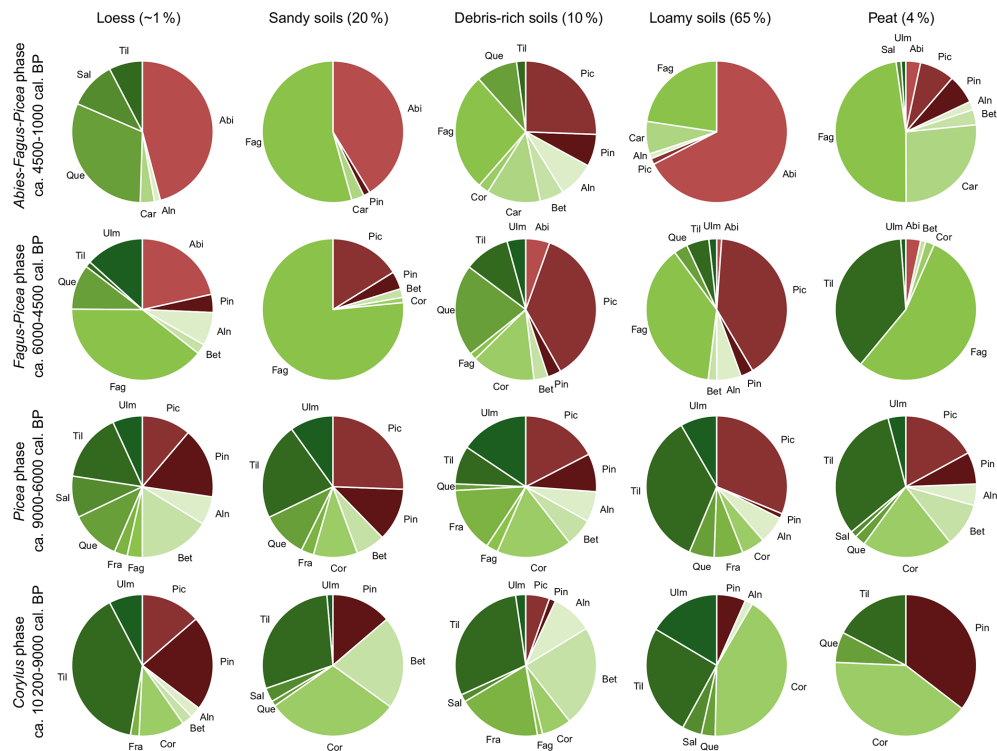 Loess (~1 %) Sandy soils (20 %) Debris-rich soils (10 %) Loamy soils (65 %) Peat (4 %)
Abies-Fagus-Picea phase
ca. 4500-1000 cal. BP
Til Sal Que Car Aln Abi
Fag Car Pin Abi
Til Que Fag Cor Car Bet Aln Pin Pic
Fag Car Aln Pic Abi
Ulm Sal Fag Abi Pic Pin Aln Bet Car
Fagus-Picea phase
ca. 6000-4500 cal. BP
Ulm Til Que Fag Abi Pin Aln Bet
Fag Pic Pin Bet Cor
Ulm Til Que Fag Cor Bet Pin Pic Abi
Ulm Til Que Fag Bet Aln Pin Pic Abi
Ulm Til Abi Bet Cor Fag
Picea phase
ca. 9000-6000 cal. BP
Ulm Til Sal Que Fra Fag Bet Aln Pin Pic
Ulm Til Que Fra Cor Bet Pin Pic
Ulm Til Que Fra Fag Cor Bet Aln Pin Pic
Ulm Til Que Fra Cor Aln Pin Pic
Ulm Til Sal Que Cor Bet Aln Pin Pic
Corylus phase
ca. 10200-9000 cal. BP
Ulm Til Fra Cor Bet Aln Pin Pic
Ulm Til Sal Que Cor Bet Pin
Ulm Til Sal Fra Fag Cor Bet Aln Pin Pic
Ulm Til Sal Que Cor Aln Pin
Til Que Cor Pin